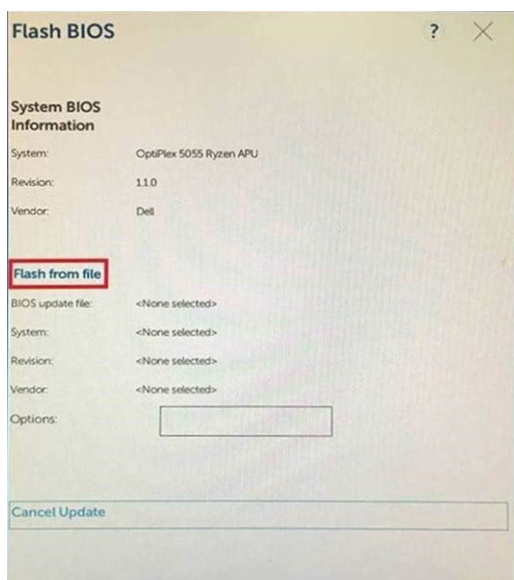 Flash BIOS ?
System BIOS
Information
System: OptiPlex 5055 Ryzen APU
Revision: 1.1.0
Vendor: Dell
Flash from file
BIOS update file: <None selected>
System: <None selected>
Revision: <None selected>
Vendor: <None selected>
Options:
Cancel Update